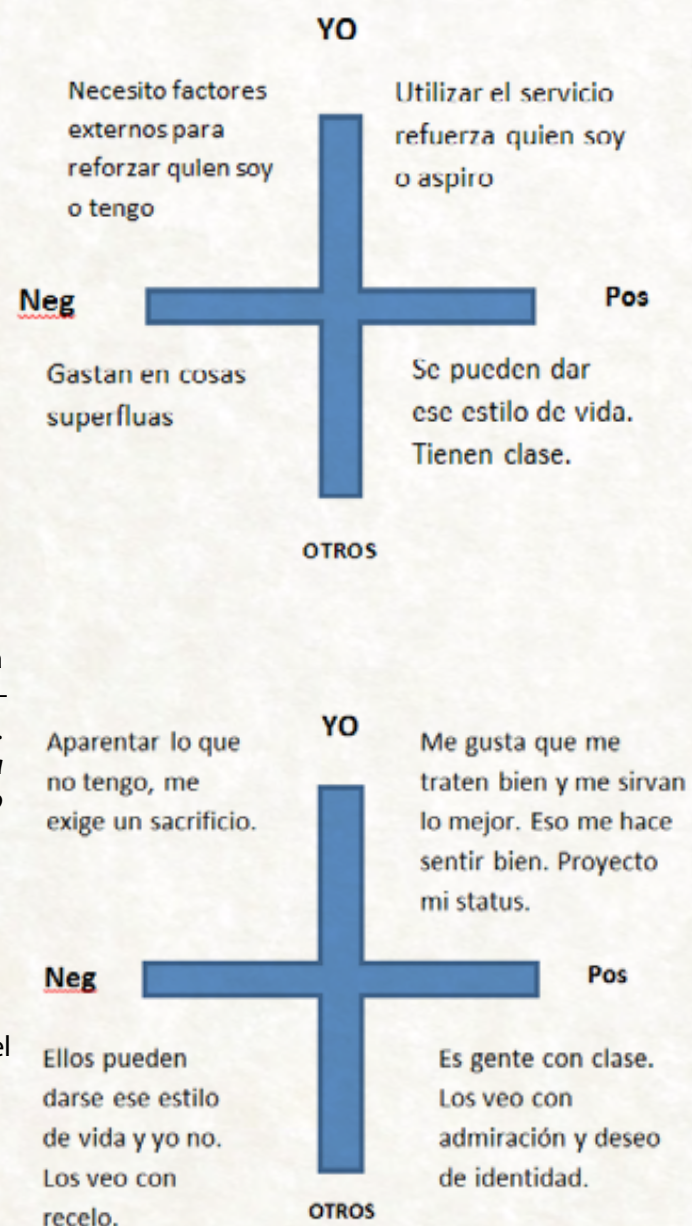 YO
Necesito factores
externos para
reforzar quien soy
o tengo
Utilizar el servicio
refuerza quien soy
o aspiro
Neg
Pos
Gastan en cosas
superfluas
Se pueden dar
ese estilo de vida.
Tienen clase.
OTROS
YO
Aparentar lo que
no tengo, me
exige un sacrificio.
Me gusta que me
traten bien y me sirvan
lo mejor. Eso me hace
sentir bien. Proyecto
mi status.
Neg
Pos
el
Ellos pueden
darse ese estilo
de vida y yo no.
Los veo con
recelo.
Es gente con clase.
Los veo con
admiración y deseo
de identidad.
OTROS